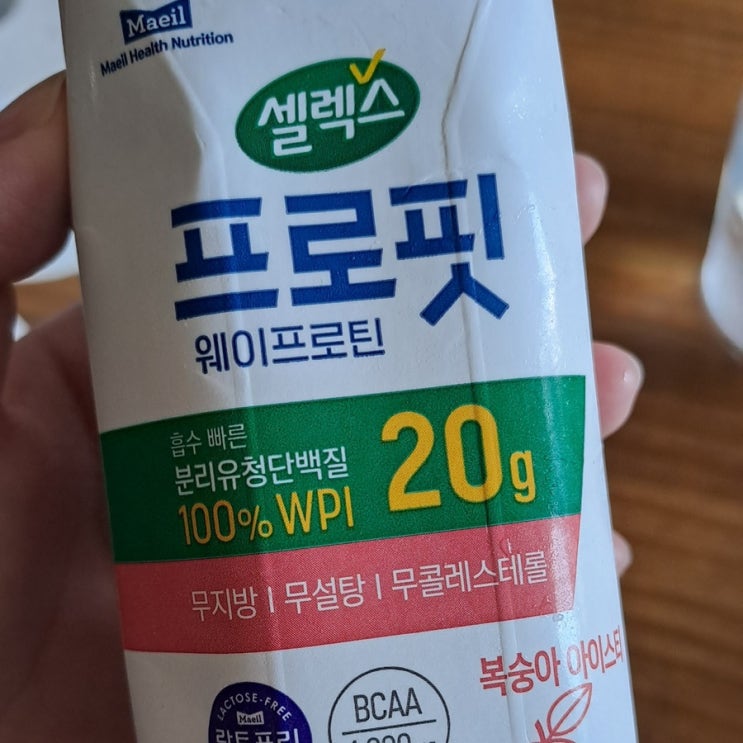 Maeil
Maeil Health Nutrition
셀렉스
프로핏
웨이프로틴
흡수 빠른
분리유청단백질
100% WPI
20g
무지방 I 무설탕 I 무콜레스테롤
복숭아 아이스티
LACTOSE-FREE
Maeil
BCAA